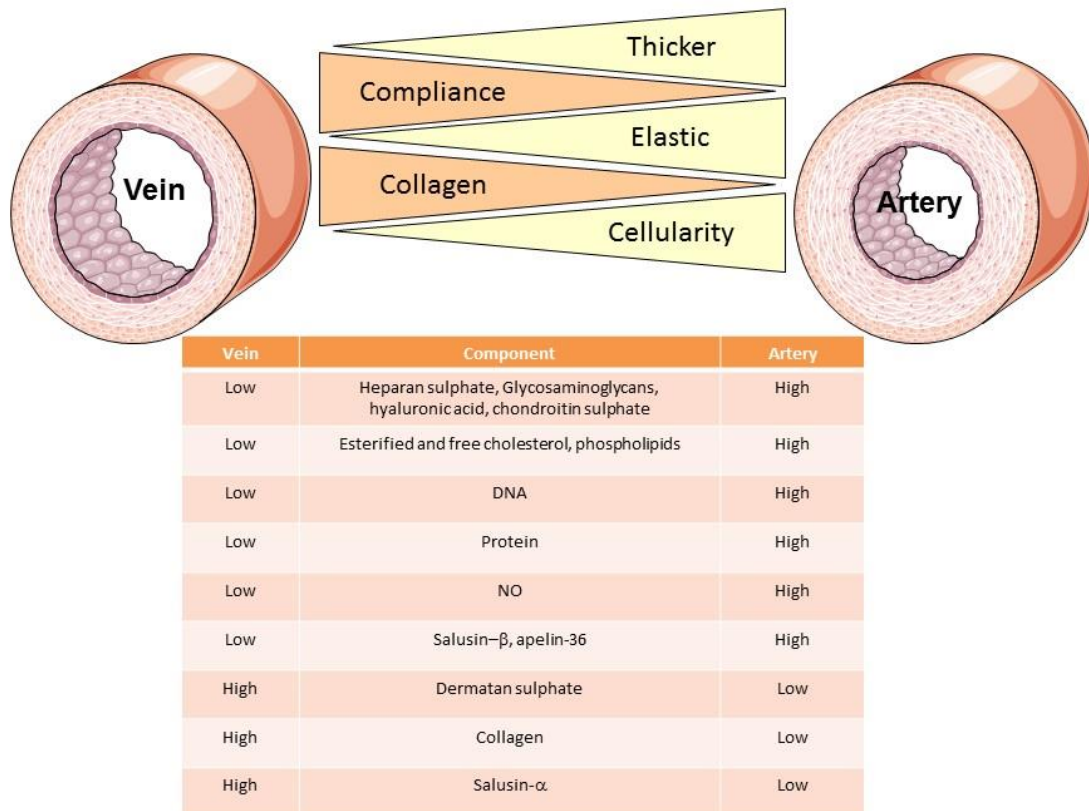 Thicker
Compliance
Elastic
Collagen
Cellularity
Vein
Artery
Vein Component Artery
Low Heparan sulphate, Glycosaminoglycans, High
hyaluronic acid, chondroitin sulphate
Low Esterified and free cholesterol, phospholipids High
Low DNA High
Low Protein High
Low NO High
Low Salusin–β, apelin-36 High
High Dermatan sulphate Low
High Collagen Low
High Salusin-α Low